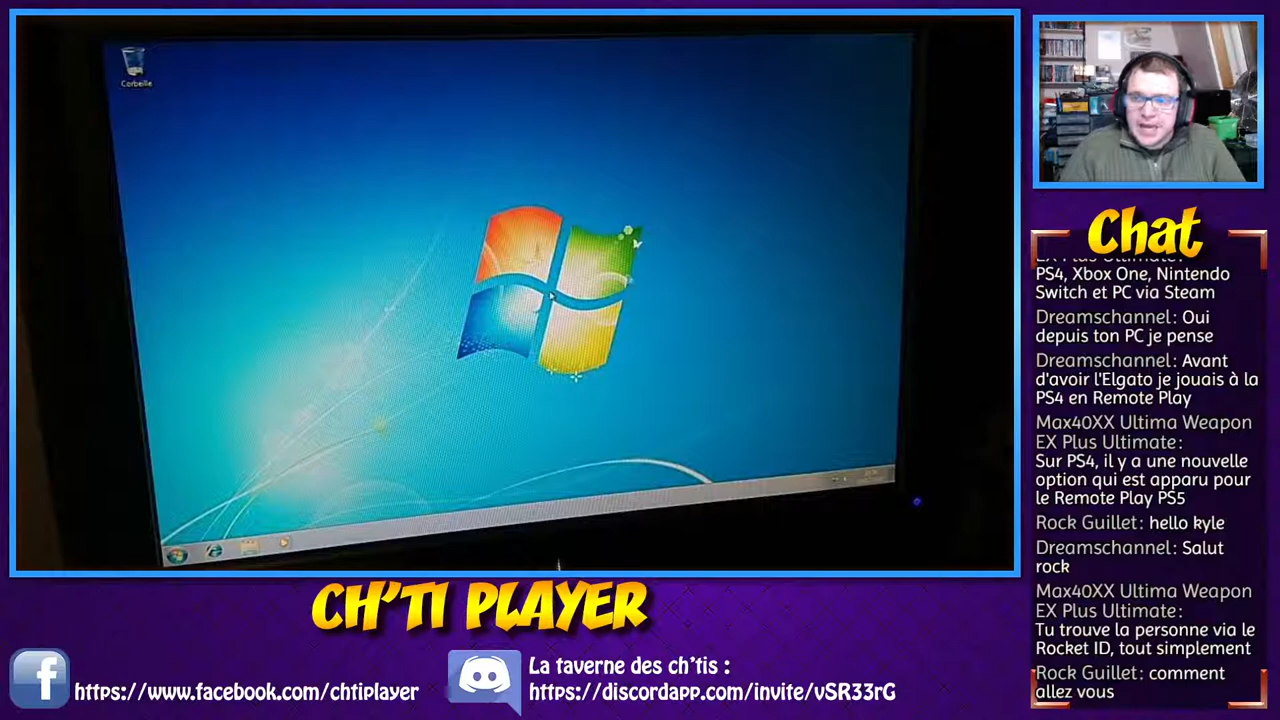 Corbeille
Chat
EX Plus Ultimate:
PS4, Xbox One, Nintendo
Switch et PC via Steam
Dreamschannel: Oui
depuis ton PC je pense
Dreamschannel: Avant
d'avoir l'Elgato je jouais à la
PS4 en Remote Play
Max40XX Ultima Weapon
EX Plus Ultimate:
Sur PS4, il y a une nouvelle
option qui est apparu pour
le Remote Play PS5
Rock Guillet: hello kyle
Dreamschannel: Salut
rock
Max40XX Ultima Weapon
EX Plus Ultimate:
Tu trouve la personne via le
Rocket ID, tout simplement
Rock Guillet: comment
allez vous
CH'TI PLAYER
https://www.facebook.com/chtiplayer
La taverne des ch'tis :
https://discordapp.com/invite/vSR33rG